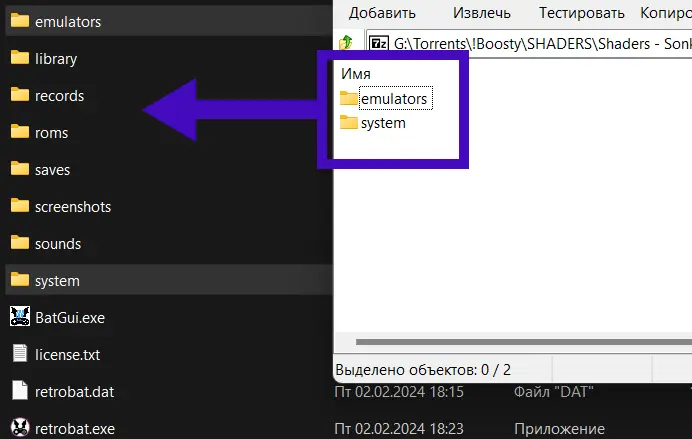 emulators
library
records
roms
saves
screenshots
sounds
system
BatGui.exe
license.txt
retrobat.dat
retrobat.exe
Пт 02.02.2024 18:15 Файл "DAT"
Пт 02.02.2024 18:23 Приложение
Добавить Извлечь Тестировать Копиро
7z G:\Torrents\!Boosty\SHADERS\Shaders - Sonk
Имя
emulators
system
Выделено объектов: 0 / 2